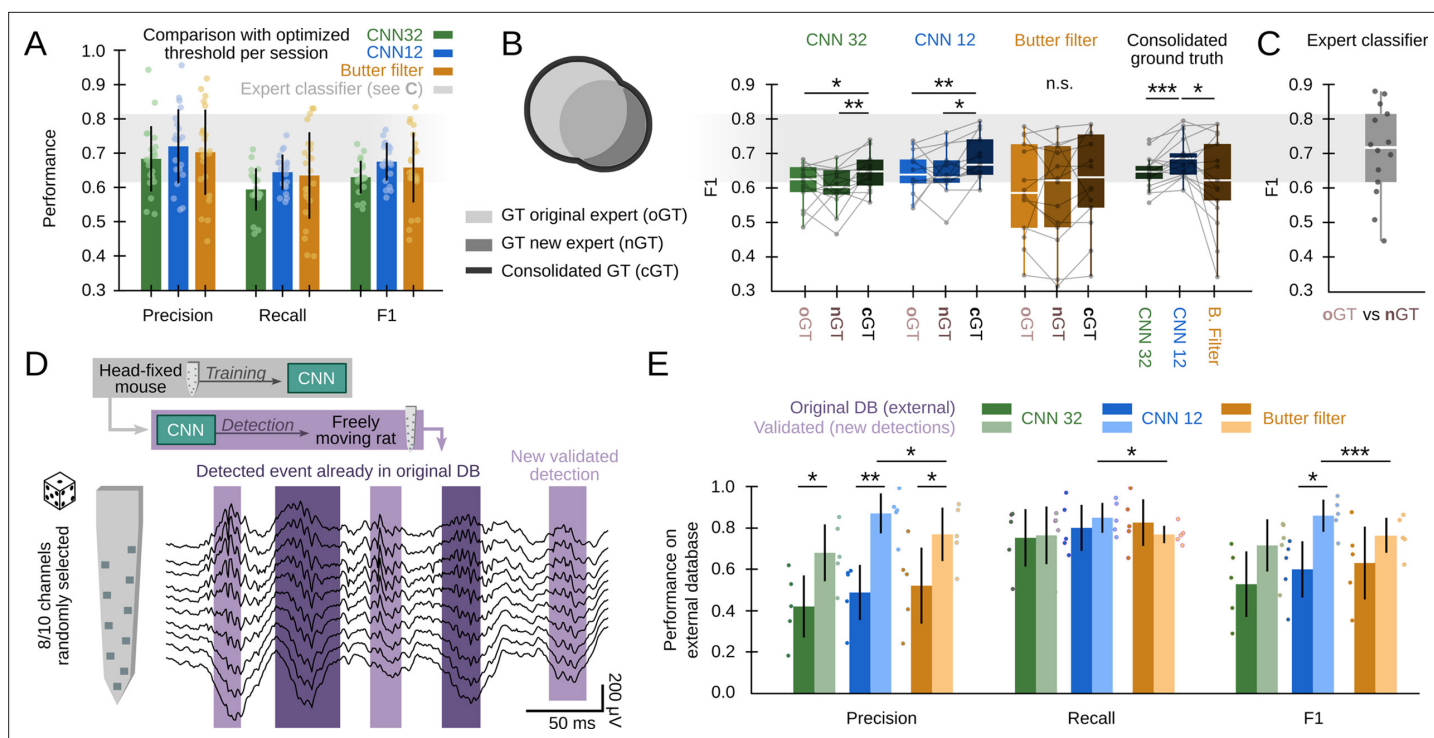 A
Comparison with optimized
threshold per session
CNN32
CNN12
Butter filter
Expert classifier (see C)
Performance
1.0
0.9
0.8
0.7
0.6
0.5
0.4
0.3
Precision
Recall
F1
B
GT original expert (oGT)
GT new expert (nGT)
Consolidated GT (cGT)
CNN 32
CNN 12
Butter filter
Consolidated
ground truth
*
**
**
*
n.s.
***
*
F1
0.9
0.8
0.7
0.6
0.5
0.4
0.3
oGT
nGT
cGT
oGT
nGT
cGT
oGT
nGT
cGT
CNN 32
CNN 12
B. Filter
C
Expert classifier
F1
0.9
0.8
0.7
0.6
0.5
0.4
0.3
oGT vs nGT
D
Head-fixed
mouse
Training
CNN
CNN
Detection
Freely
moving rat
Detected event already in original DB
New validated
detection
8/10 channels
randomly selected
200 µV
50 ms
E
Original DB (external)
Validated (new detections)
CNN 32
CNN 12
Butter filter
*
**
*
*
*
*
***
Performance on
external database
1.0
0.8
0.6
0.4
0.2
0.0
Precision
Recall
F1